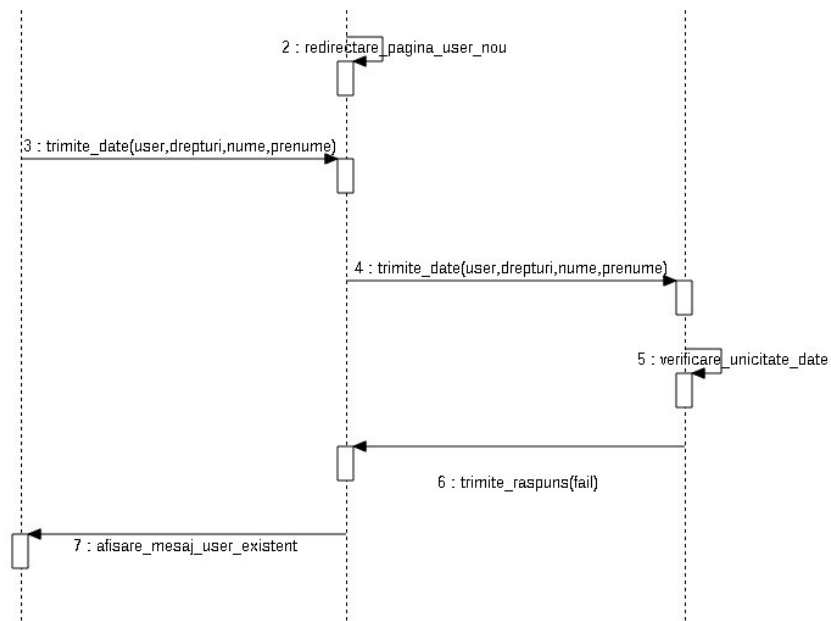 2 : redirectare_pagina_user_nou
3 : trimite_date(user,drepturi,nume,prenume)
4 : trimite_date(user,drepturi,nume,prenume)
5 : verificare_unicitate_date
6 : trimite_raspuns(fail)
7 : afisare_mesaj_user_existent